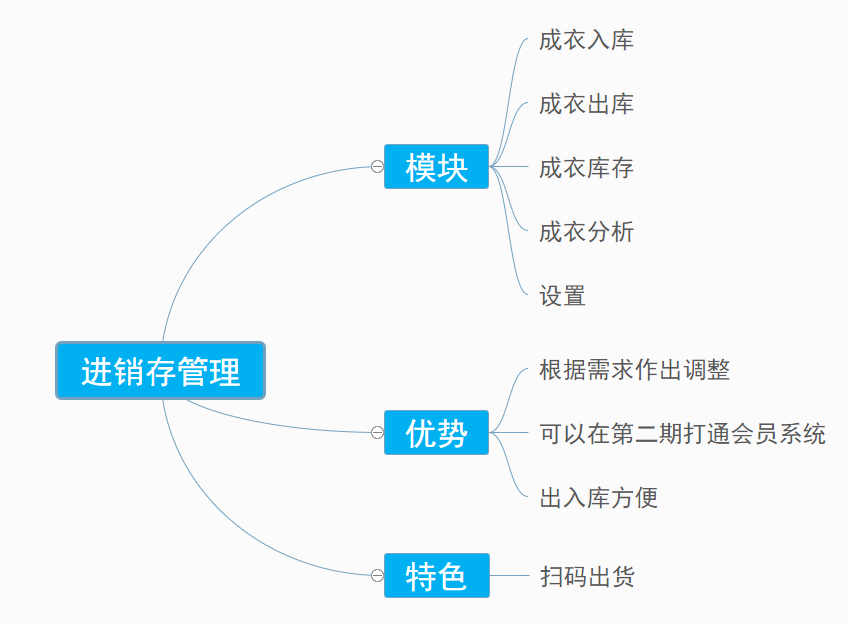 进销存管理
模块
成衣入库
成衣出库
成衣库存
成衣分析
设置
优势
根据需求作出调整
可以在第二期打通会员系统
出入库方便
特色
扫码出货